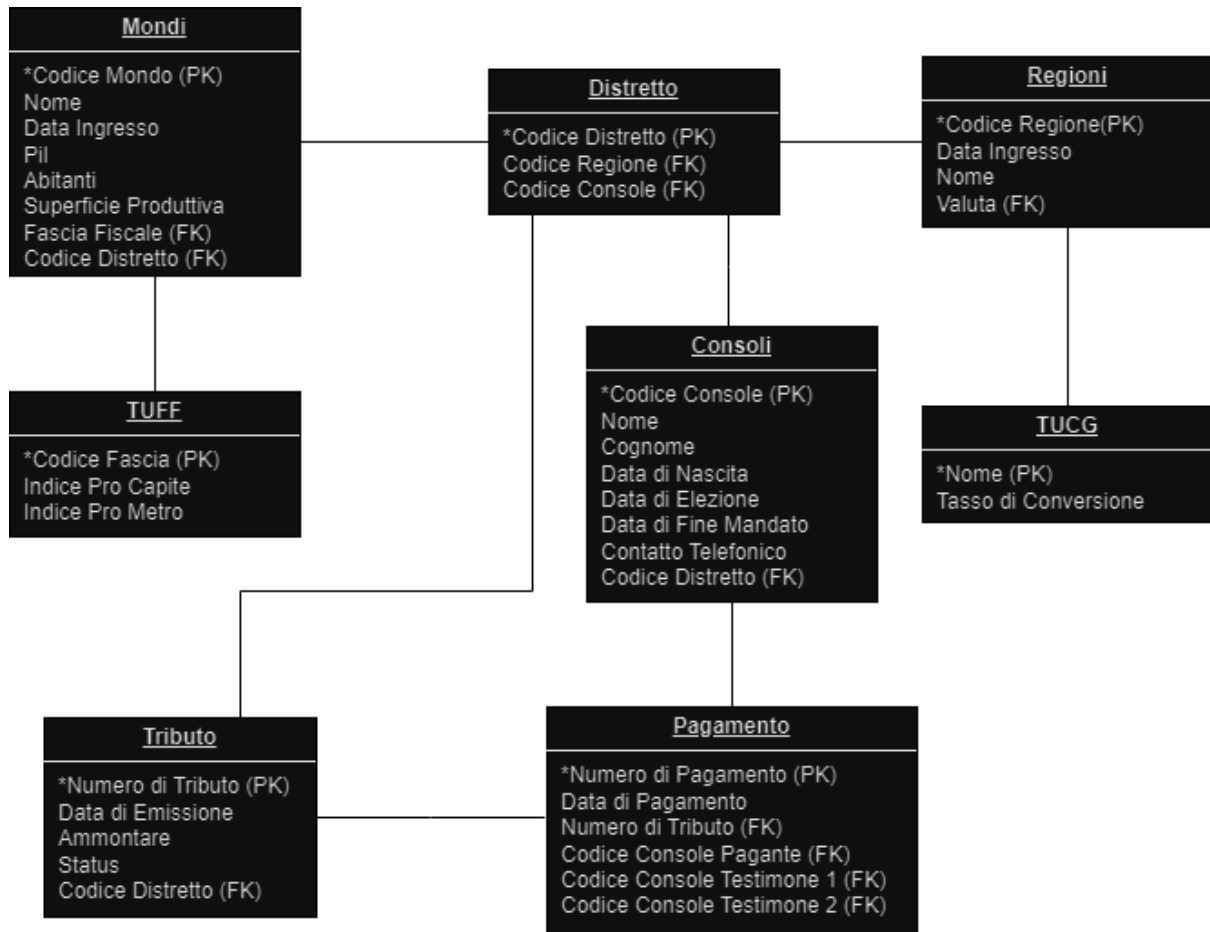 Mondi
*Codice Mondo (PK)
Nome
Data Ingresso
Pil
Abitanti
Superficie Produttiva
Fascia Fiscale (FK)
Codice Distretto (FK)
Distretto
*Codice Distretto (PK)
Codice Regione (FK)
Codice Console (FK)
Regioni
*Codice Regione(PK)
Data Ingresso
Nome
Valuta (FK)
TUFF
*Codice Fascia (PK)
Indice Pro Capite
Indice Pro Metro
Consoli
*Codice Console (PK)
Nome
Cognome
Data di Nascita
Data di Elezione
Data di Fine Mandato
Contatto Telefonico
Codice Distretto (FK)
TUCG
*Nome (PK)
Tasso di Conversione
Tributo
*Numero di Tributo (PK)
Data di Emissione
Ammontare
Status
Codice Distretto (FK)
Pagamento
*Numero di Pagamento (PK)
Data di Pagamento
Numero di Tributo (FK)
Codice Console Pagante (FK)
Codice Console Testimone 1 (FK)
Codice Console Testimone 2 (FK)